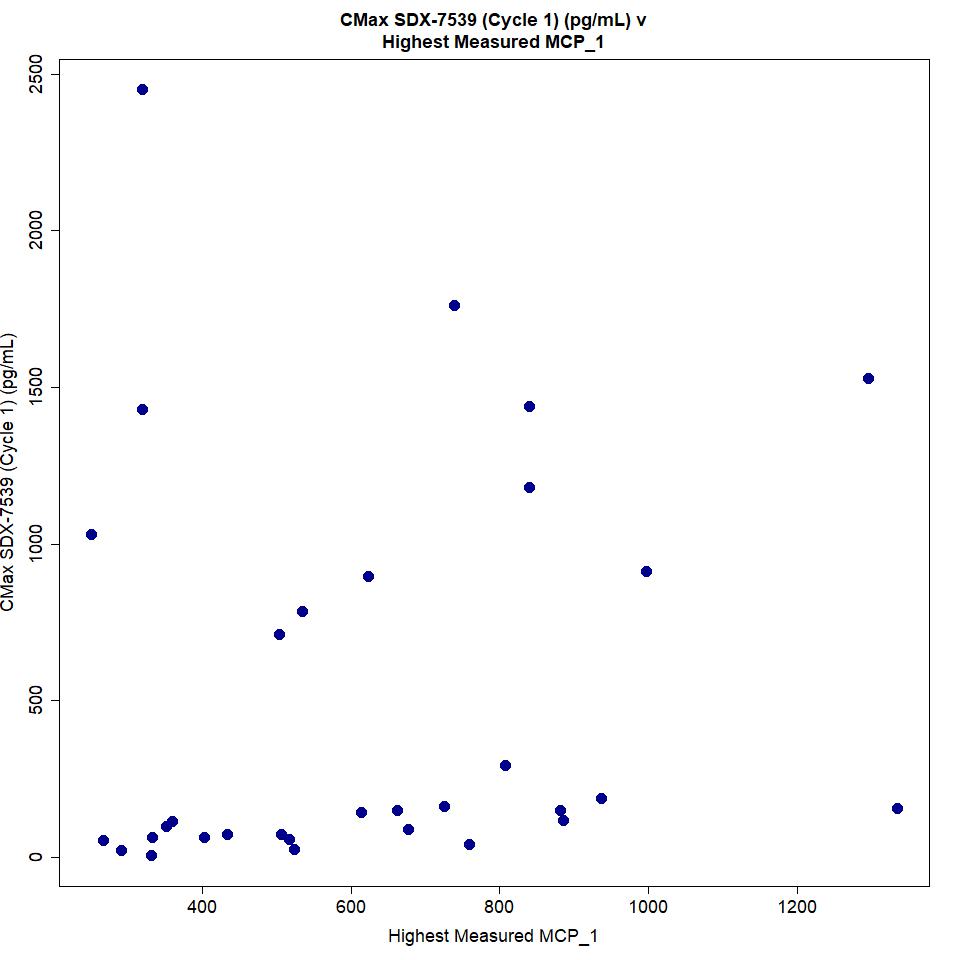 CMax SDX-7539 (Cycle 1) (pg/mL) v
Highest Measured MCP_1
CMax SDX-7539 (Cycle 1) (pg/mL)
2500
2000
1500
1000
500
0
400
600
800
1000
1200
Highest Measured MCP_1